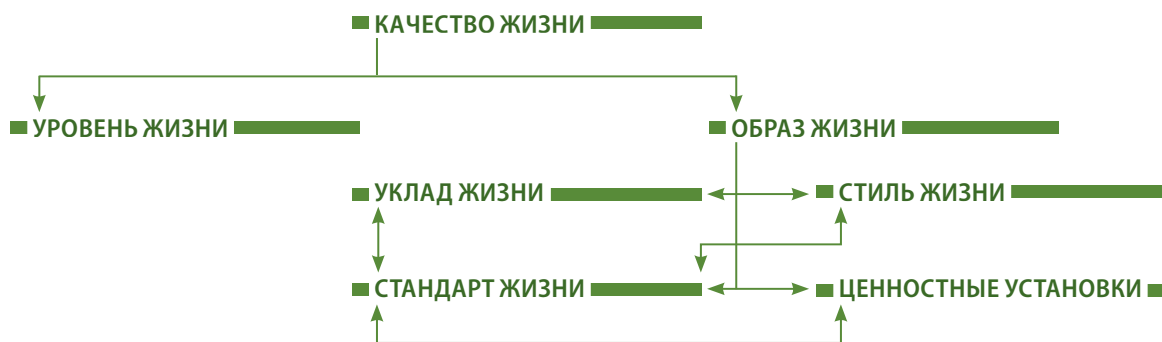 КАЧЕСТВО ЖИЗНИ
УРОВЕНЬ ЖИЗНИ
ОБРАЗ ЖИЗНИ
УКЛАД ЖИЗНИ
СТИЛЬ ЖИЗНИ
СТАНДАРТ ЖИЗНИ
ЦЕННОСТНЫЕ УСТАНОВКИ